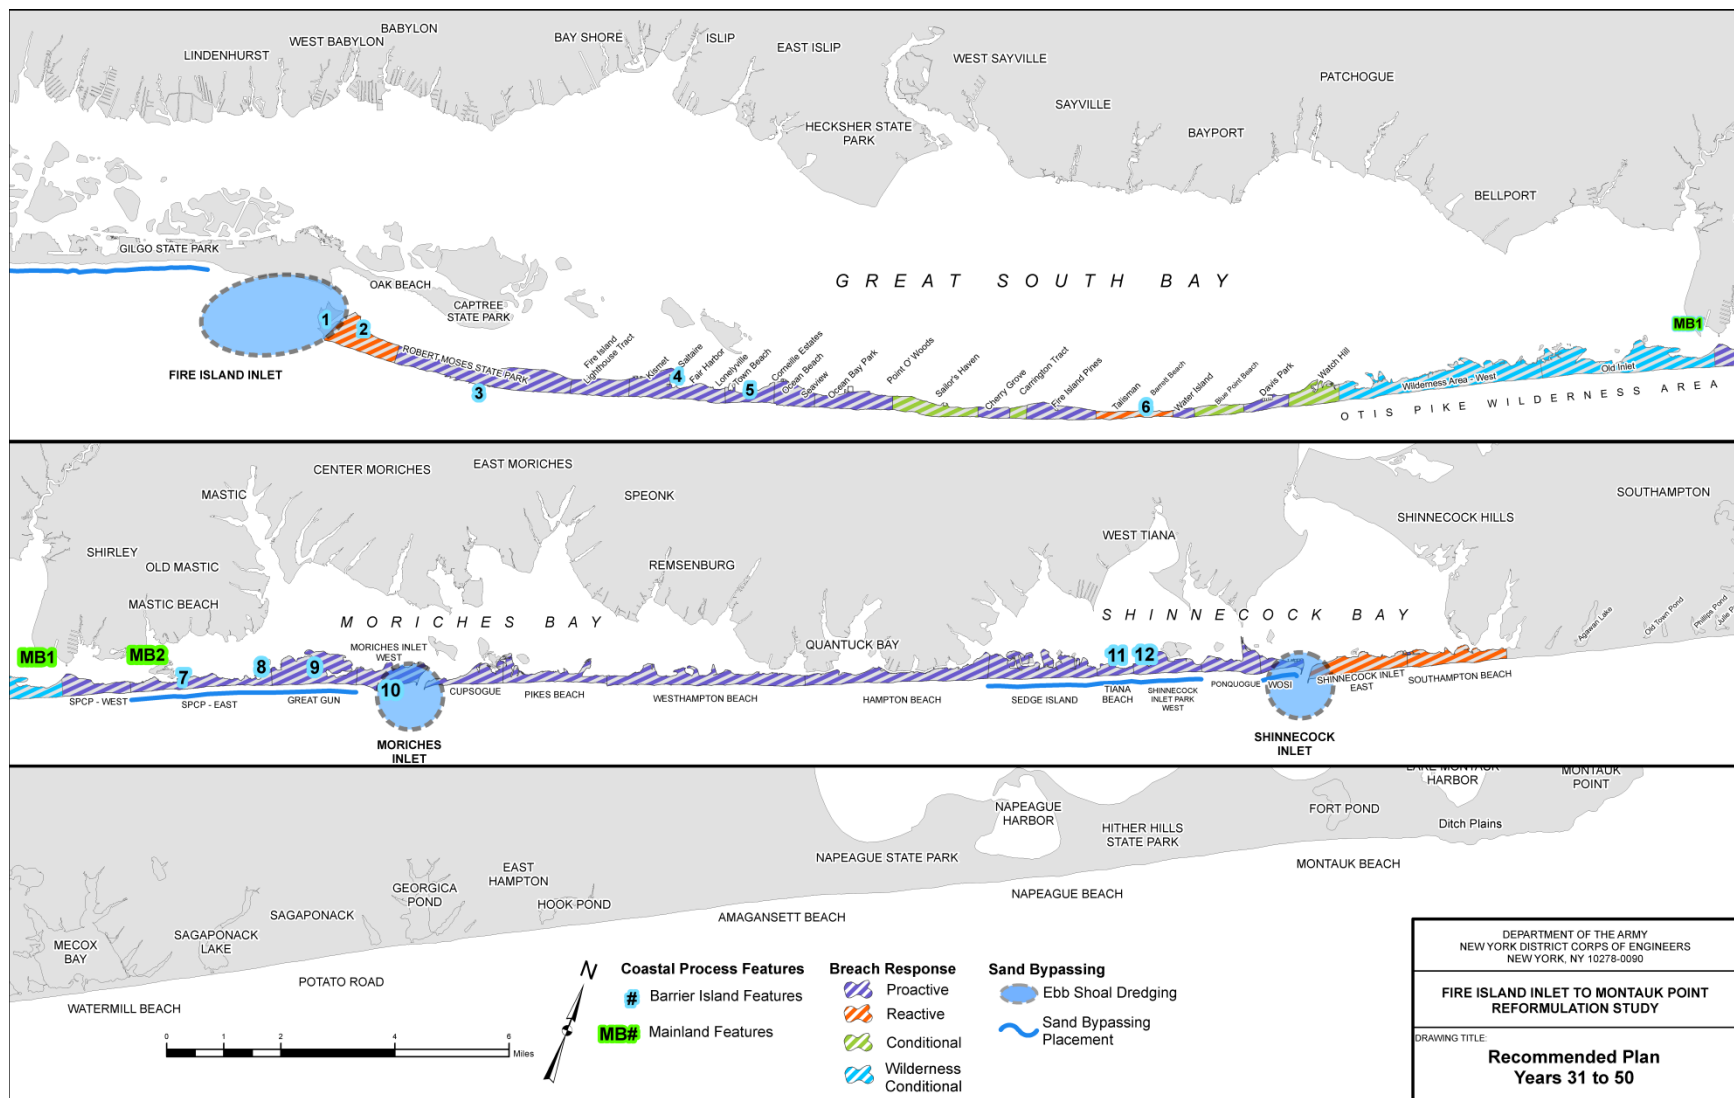 LINDENHURST
WEST BABYLON
BABYLON
BAY SHORE
ISLIP
EAST ISLIP
HECKSHER STATE
PARK
WEST SAYVILLE
SAYVILLE
BAYPORT
PATCHOGUE
BELLPORT
GILGO STATE PARK
OAK BEACH
CAPTREE
STATE PARK
GREAT SOUTH BAY
MB1
FIRE ISLAND INLET
1
2
ROBERT MOSES STATE PARK
3
Fire Island
Lighthouse Tract
Kismet
4
Saltaire
Fair Harbor
Lonelyville
Town Beach
5
Corneille Estates
Ocean Beach
Seaview
Ocean Bay Park
Point O' Woods
Sailor's Haven
Cherry Grove
Carrington Tract
Fire Island Pines
Talisman
6
Barrett Beach
Water Island
Blue Point Beach
Davis Park
Watch Hill
Wilderness Area - West
Old Inlet
OTIS PIKE WILDERNESS AREA
SHIRLEY
MASTIC
OLD MASTIC
MASTIC BEACH
CENTER MORICHES
EAST MORICHES
SPEONK
REMSENBURG
MORICHES BAY
QUANTUCK BAY
WEST TIANA
SHINNECOCK BAY
SHINNECOCK HILLS
SOUTHAMPTON
Agawan Lake
Old Town Pond
Phillips Pond
MB1
MB2
7
8
9
MORICHES INLET
WEST
10
11
12
SPCP - WEST
SPCP - EAST
GREAT GUN
MORICHES
INLET
CUPSOGUE
PIKES BEACH
WESTHAMPTON BEACH
HAMPTON BEACH
SEDGE ISLAND
TIANA
BEACH
SHINNECOCK
INLET PARK
WEST
PONQUOGUE
WOSI
SHINNECOCK
INLET
SHINNECOCK INLET
EAST
SOUTHAMPTON BEACH
MECOX
BAY
WATERMILL BEACH
SAGAPONACK
LAKE
SAGAPONACK
POTATO ROAD
GEORGICA
POND
EAST
HAMPTON
HOOK POND
AMAGANSETT BEACH
NAPEAGUE STATE PARK
NAPEAGUE
HARBOR
NAPEAGUE BEACH
HITHER HILLS
STATE PARK
MONTAUK BEACH
FORT POND
LAKE MONTAUK
HARBOR
Ditch Plains
MONTAUK
POINT
0 1 2 4 6
Miles
N
Coastal Process Features
# Barrier Island Features
MB# Mainland Features
Breach Response
Proactive
Reactive
Conditional
Wilderness
Conditional
Sand Bypassing
Ebb Shoal Dredging
Sand Bypassing
Placement
DEPARTMENT OF THE ARMY
NEW YORK DISTRICT CORPS OF ENGINEERS
NEW YORK, NY 10278-0090
FIRE ISLAND INLET TO MONTAUK POINT
REFORMULATION STUDY
DRAWING TITLE:
Recommended Plan
Years 31 to 50